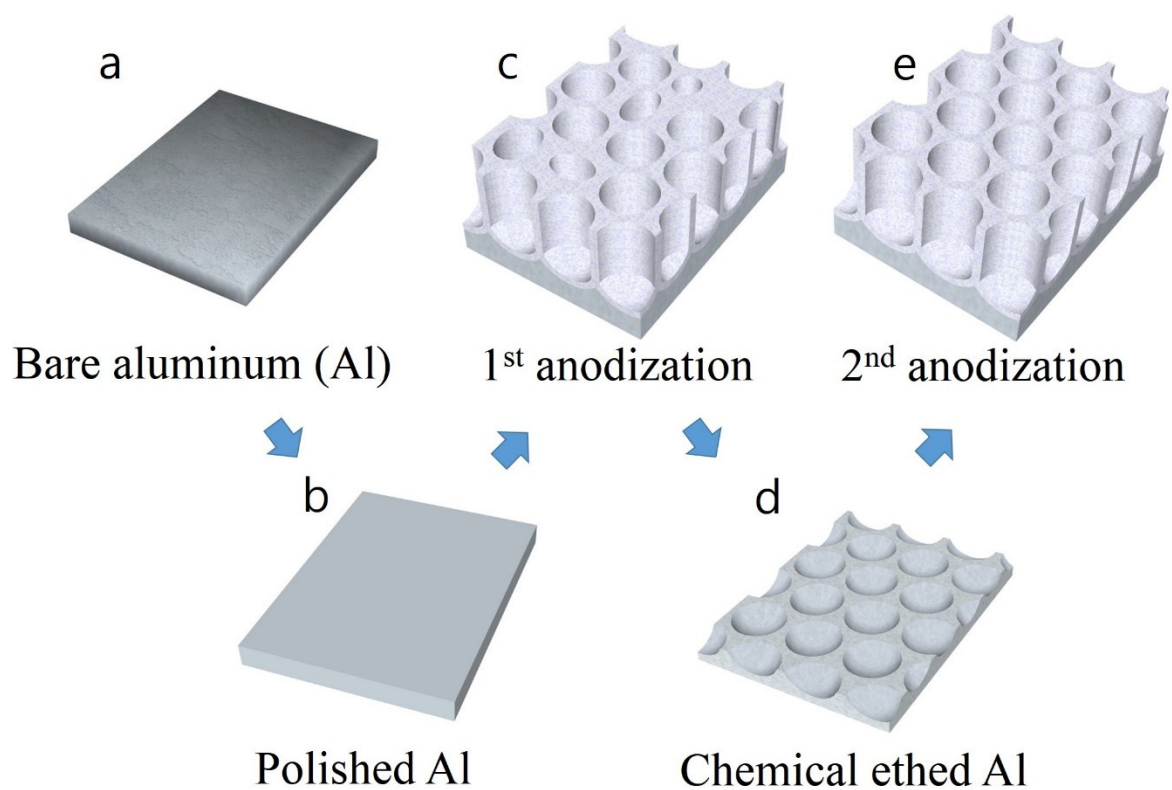 a
Bare aluminum (Al)
b
Polished Al
c
1st anodization
d
Chemical ethed Al
e
2nd anodization